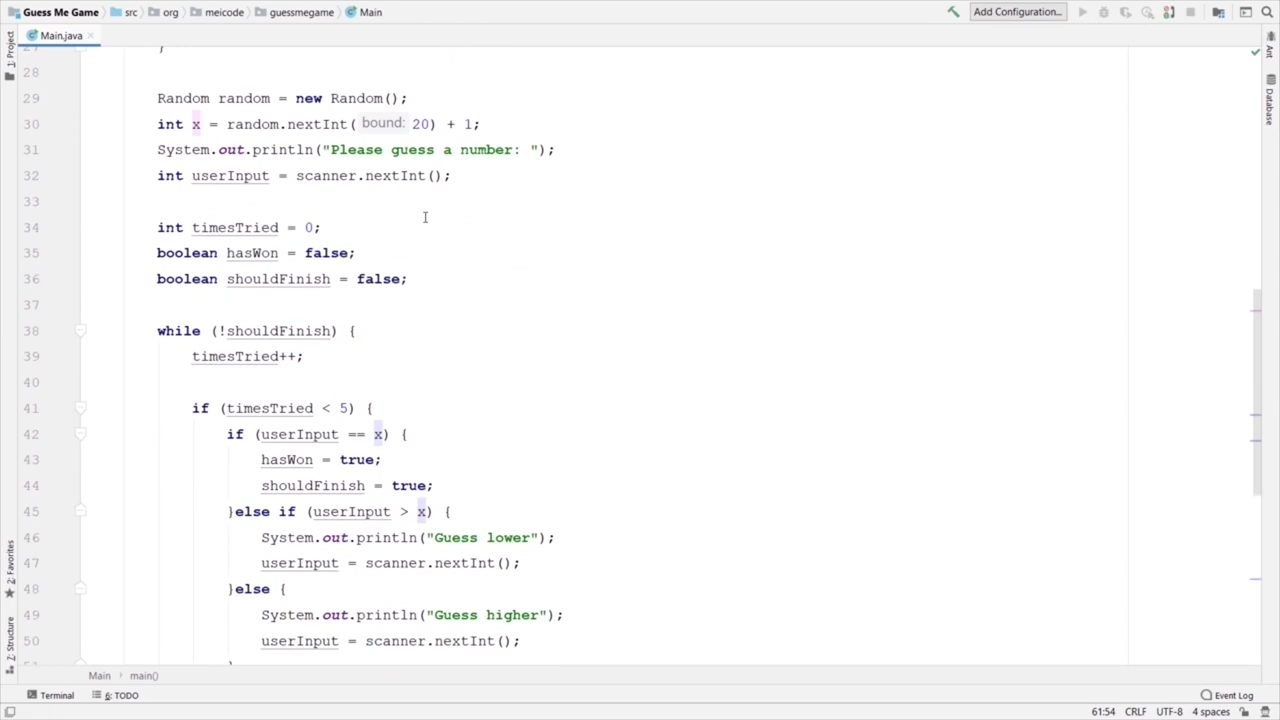 Guess Me Game src org meicode guessmegame Main Add Configuration...
Main.java
1: Project
Ant
Database
28
29 Random random = new Random();
30 int x = random.nextInt( bound: 20) + 1;
31 System.out.println("Please guess a number: ");
32 int userInput = scanner.nextInt();
33
34 int timesTried = 0;
35 boolean hasWon = false;
36 boolean shouldFinish = false;
37
38 while (!shouldFinish) {
39 timesTried++;
40
41 if (timesTried < 5) {
42 if (userInput == x) {
43 hasWon = true;
44 shouldFinish = true;
45 }else if (userInput > x) {
46 System.out.println("Guess lower");
47 userInput = scanner.nextInt();
48 }else {
49 System.out.println("Guess higher");
50 userInput = scanner.nextInt();
2: Favorites
Z: Structure
Main main()
Terminal 6: TODO Event Log
61:54 CRLF UTF-8 4 spaces